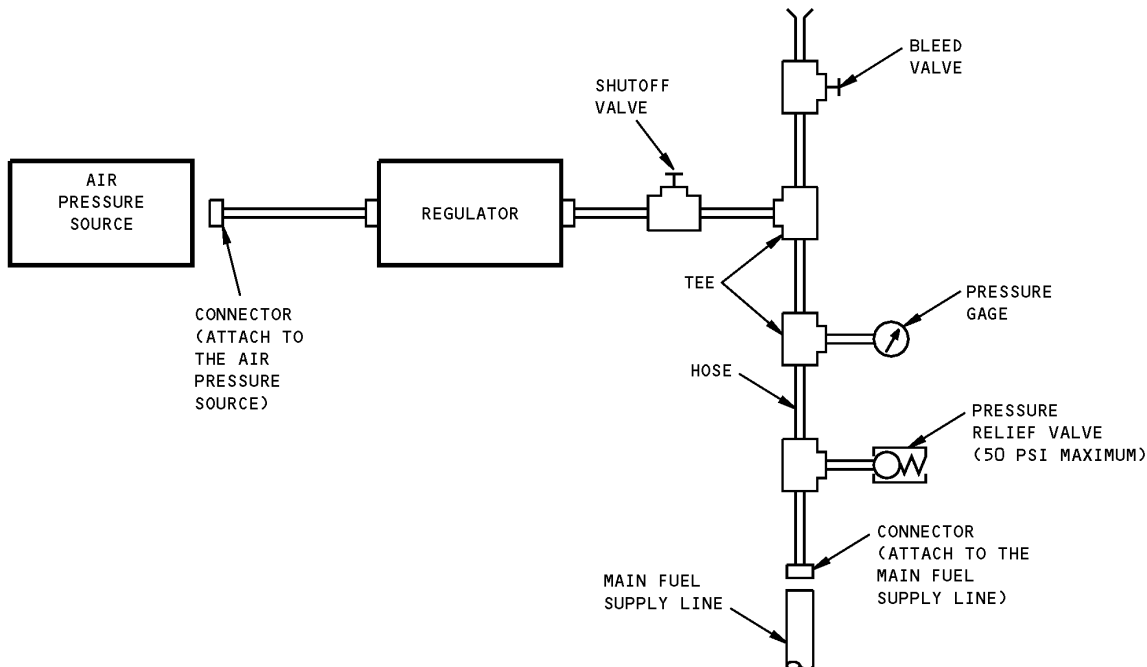 BLEED
VALVE
SHUTOFF
VALVE
AIR
PRESSURE
SOURCE
REGULATOR
TEE
CONNECTOR
(ATTACH TO
THE AIR
PRESSURE
SOURCE)
PRESSURE
GAGE
HOSE
PRESSURE
RELIEF VALVE
(50 PSI MAXIMUM)
CONNECTOR
(ATTACH TO THE
MAIN FUEL
SUPPLY LINE)
MAIN FUEL
SUPPLY LINE